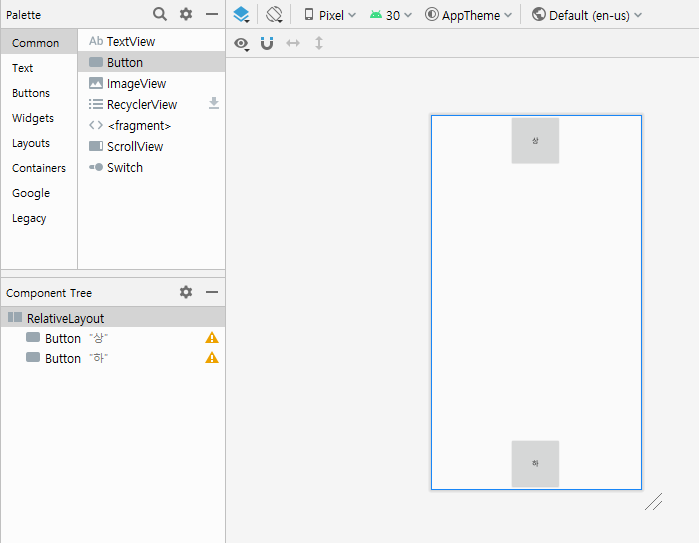 Palette
Pixel 30 AppTheme Default (en-us)
Common
Text
Buttons
Widgets
Layouts
Containers
Google
Legacy
Ab TextView
Button
ImageView
RecyclerView
<fragment>
ScrollView
Switch
Component Tree
RelativeLayout
Button "상"
Button "하"
상
하